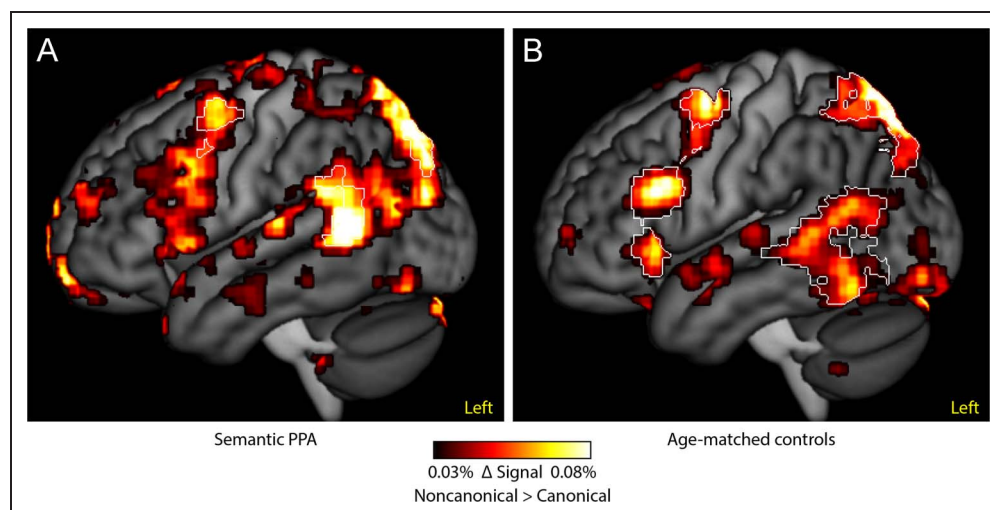 A
B
Left
Left
Semantic PPA
Age-matched controls
0.03% Δ Signal 0.08%
Noncanonical > Canonical